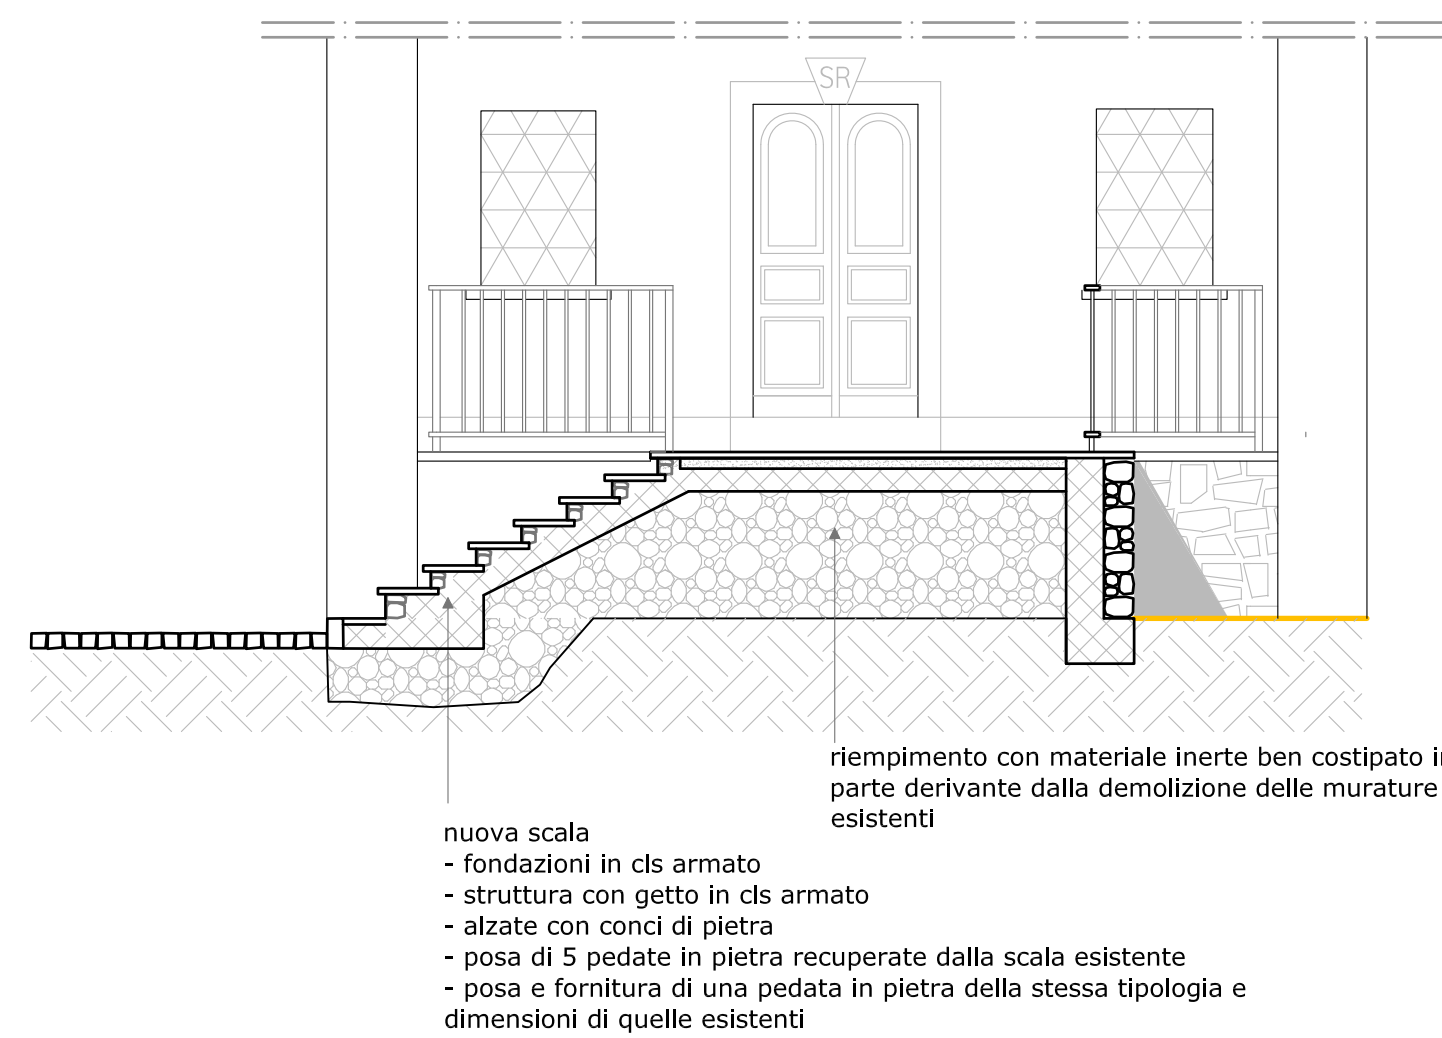 SR
riempimento con materiale inerte ben costipato
parte derivante dalla demolizione delle murature
esistenti
nuova scala
- fondazioni in cls armato
- struttura con getto in cls armato
- alzate con conci di pietra
- posa di 5 pedate in pietra recuperate dalla scala esistente
- posa e fornitura di una pedata in pietra della stessa tipologia e
dimensioni di quelle esistenti